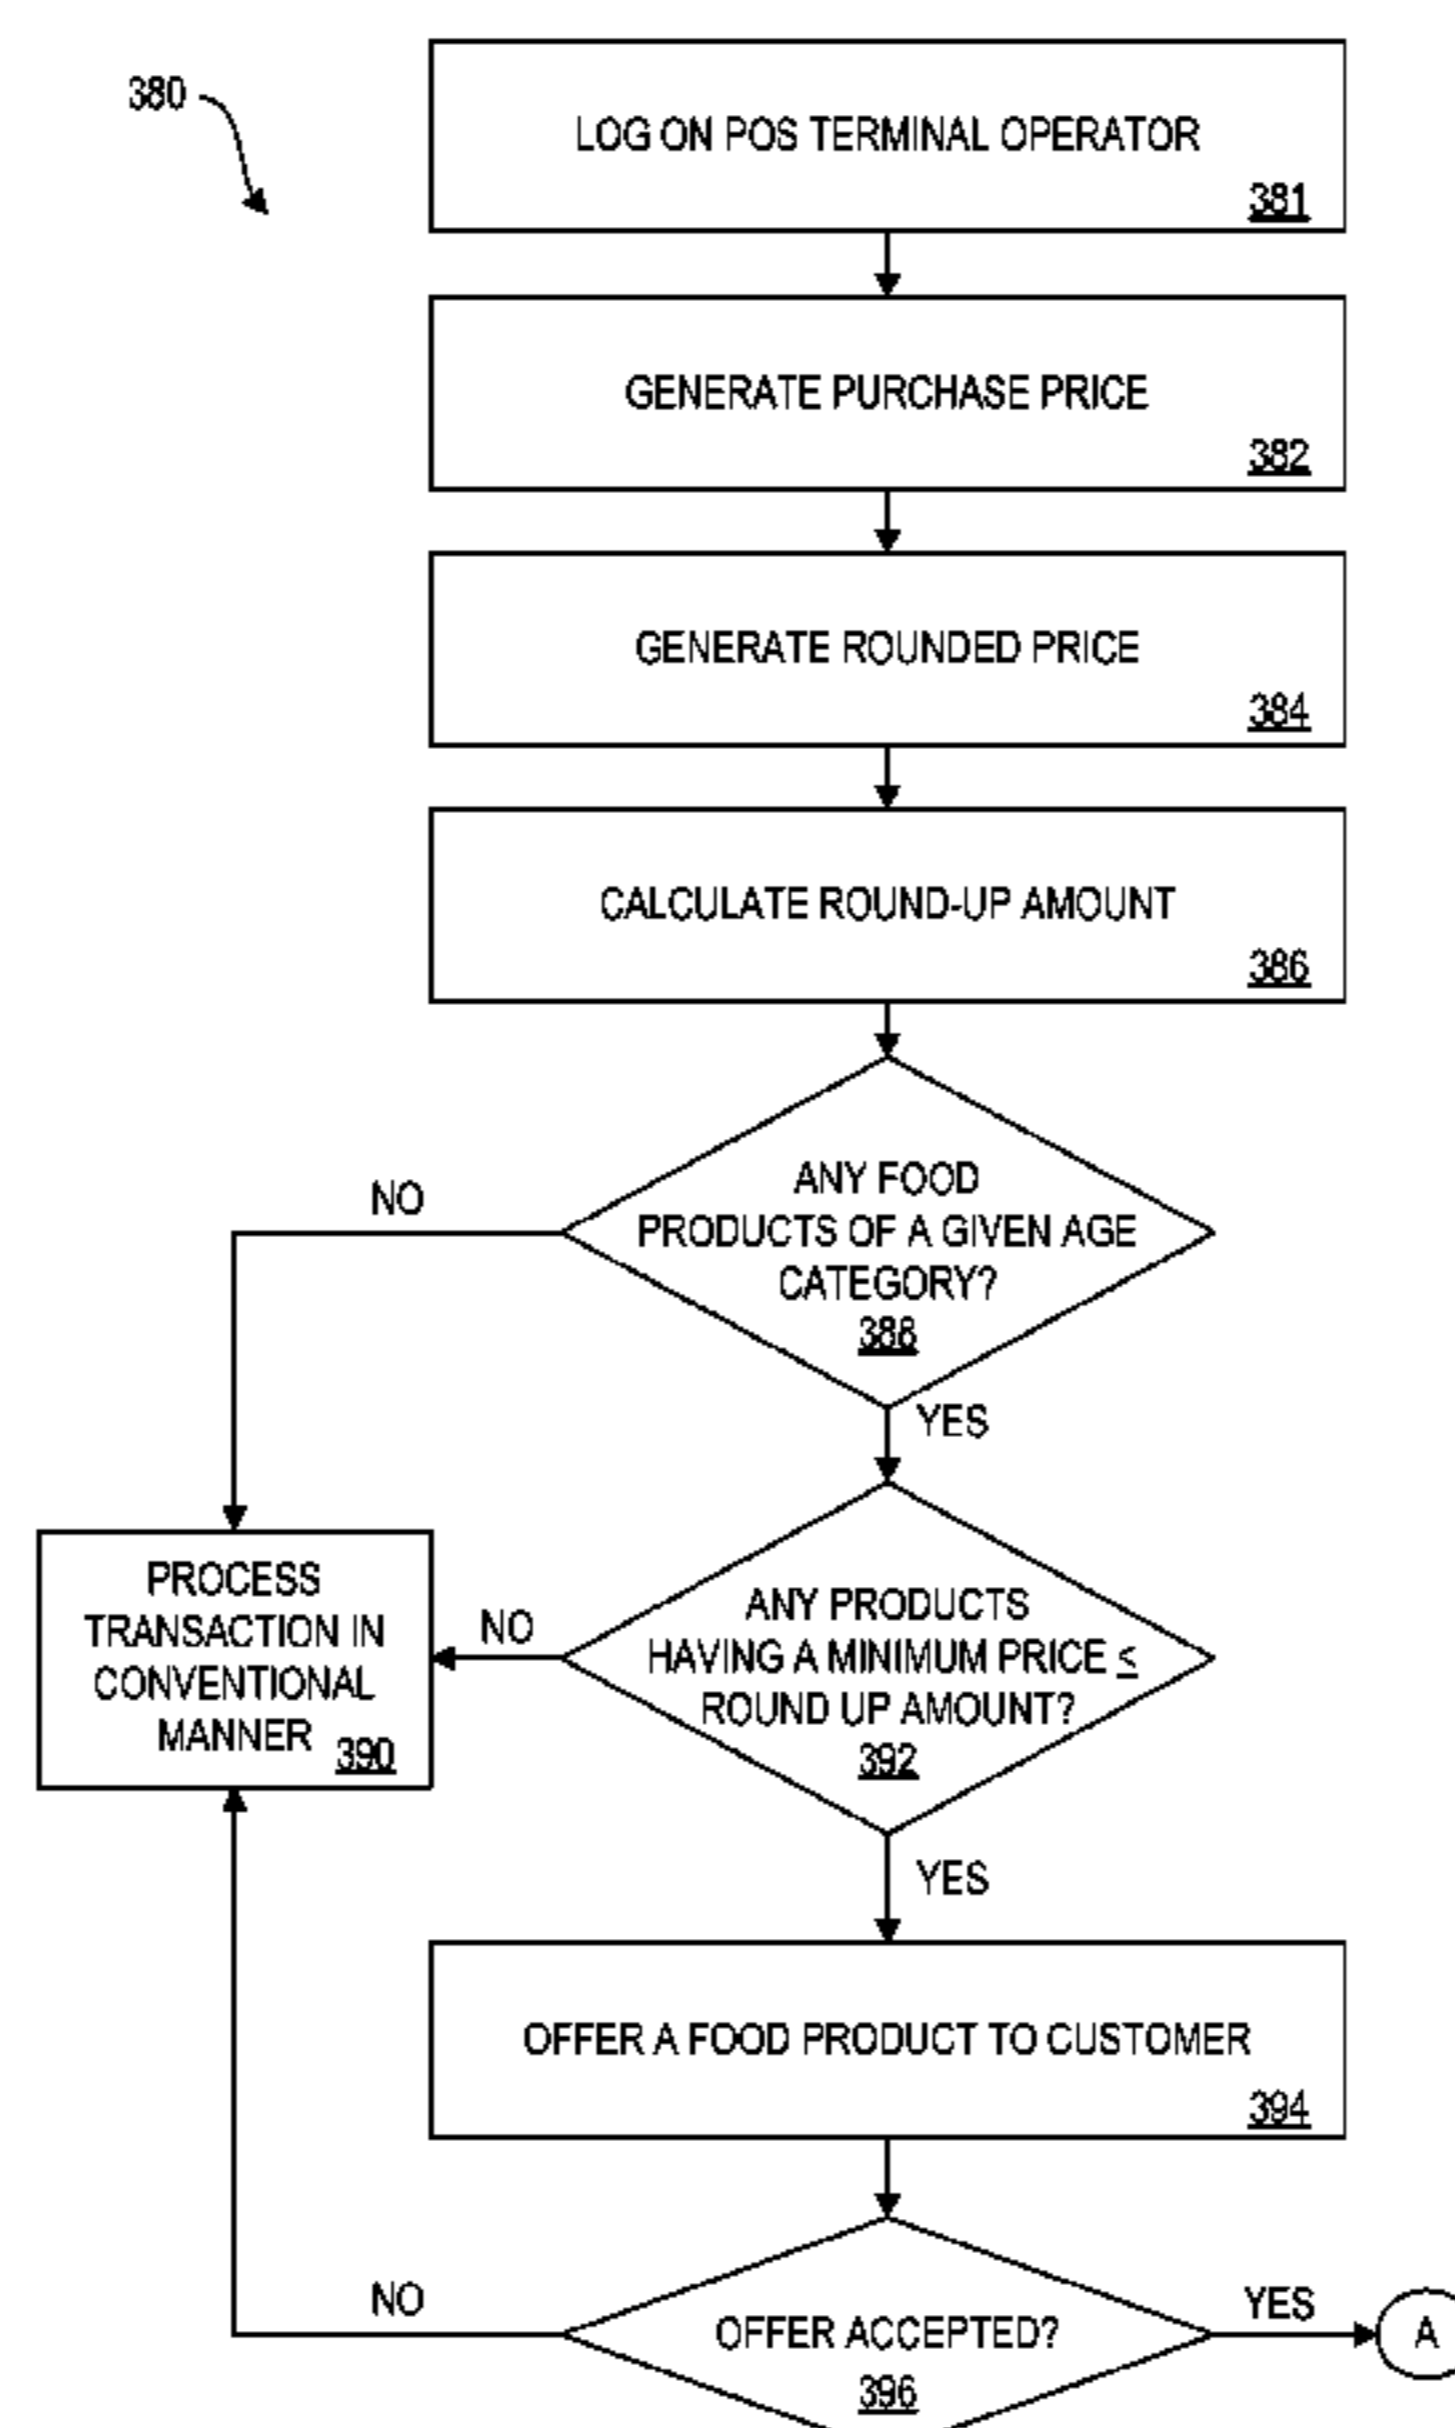 380
LOG ON POS TERMINAL OPERATOR
381
GENERATE PURCHASE PRICE
382
GENERATE ROUNDED PRICE
384
CALCULATE ROUND-UP AMOUNT
386
ANY FOOD
PRODUCTS OF A GIVEN AGE
CATEGORY?
388
NO
YES
PROCESS
TRANSACTION IN
CONVENTIONAL
MANNER
390
NO
ANY PRODUCTS
HAVING A MINIMUM PRICE ≤
ROUND UP AMOUNT?
392
YES
OFFER A FOOD PRODUCT TO CUSTOMER
394
NO
OFFER ACCEPTED?
396
YES
A